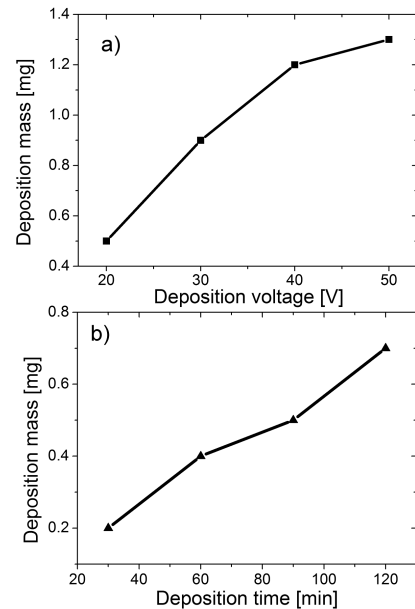 a)
Deposition mass [mg]
1.4
1.2
1.0
0.8
0.6
0.4
20 30 40 50
Deposition voltage [V]
b)
Deposition mass [mg]
0.8
0.6
0.4
0.2
20 40 60 80 100 120
Deposition time [min]